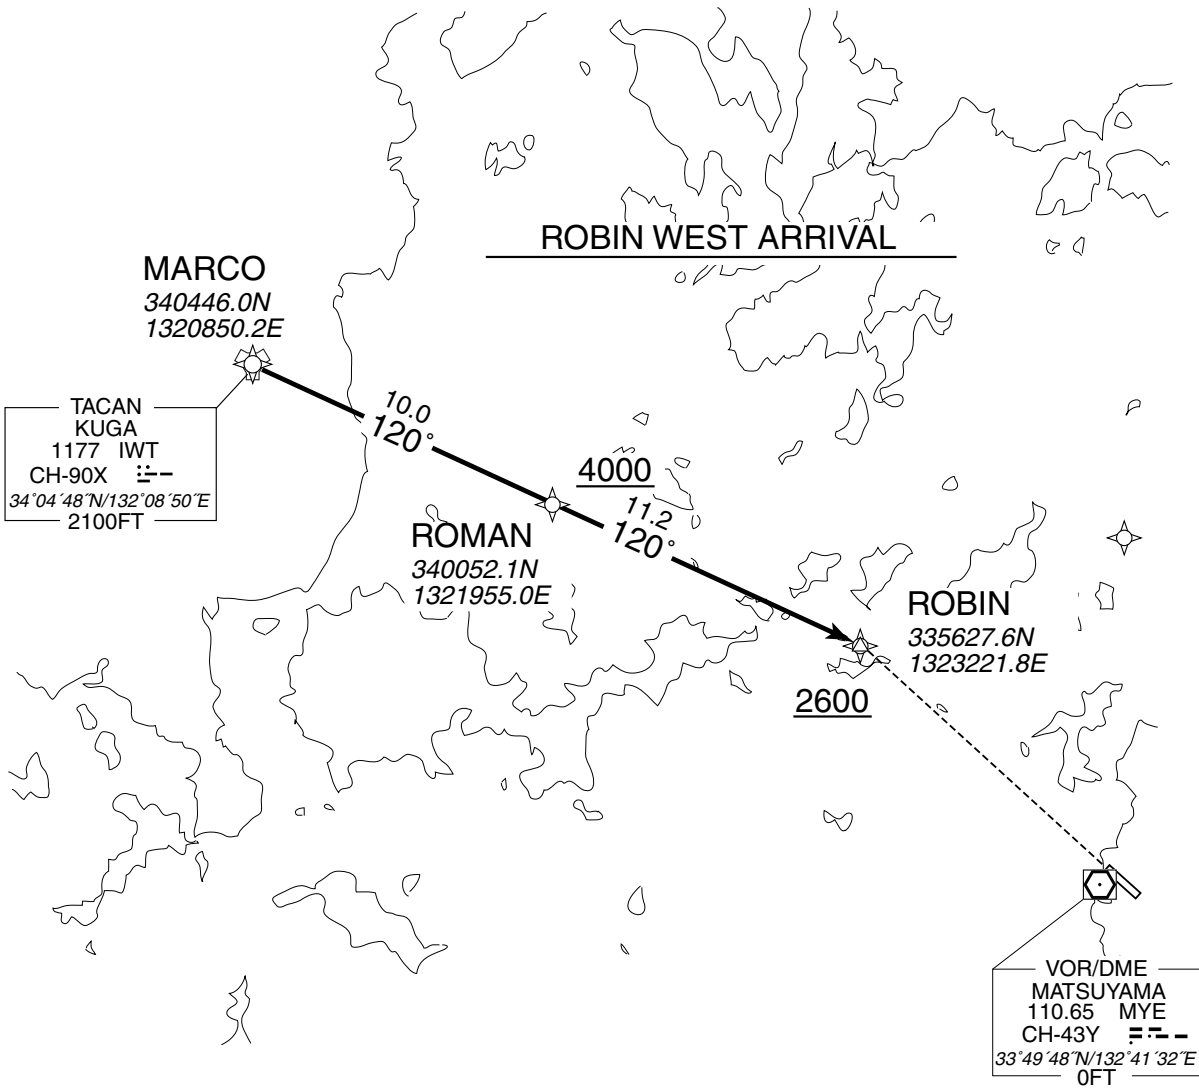 ROBIN WEST ARRIVAL
MARCO
340446.0N
1320850.2E
TACAN
KUGA
1177 IWT
CH-90X
34°04´48˝N/132°08´50˝E
2100FT
10.0
120°
4000
ROMAN
340052.1N
1321955.0E
11.2
120°
ROBIN
335627.6N
1323221.8E
2600
VOR/DME
MATSUYAMA
110.65 MYE
CH-43Y
33°49´48˝N/132°41´32˝E
0FT